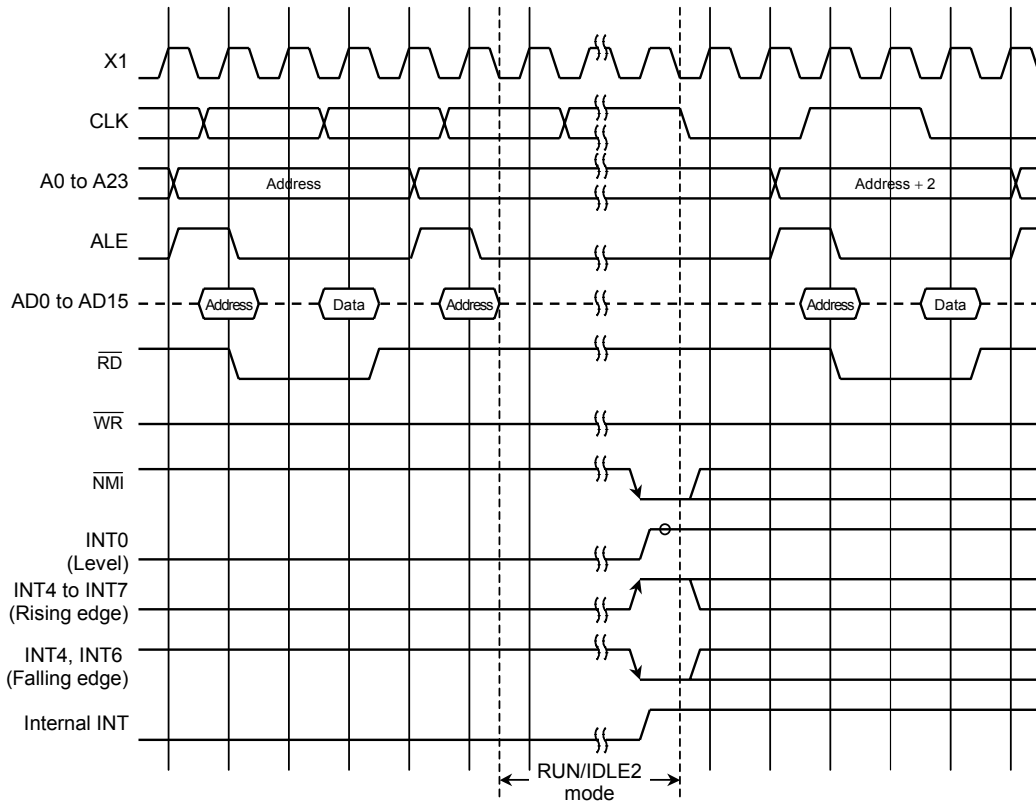 X1
CLK
A0 to A23
Address
Address + 2
ALE
AD0 to AD15
Address
Data
Address
Address
Data
RD
WR
NMI
INT0
(Level)
INT4 to INT7
(Rising edge)
INT4, INT6
(Falling edge)
Internal INT
RUN/IDLE2
mode